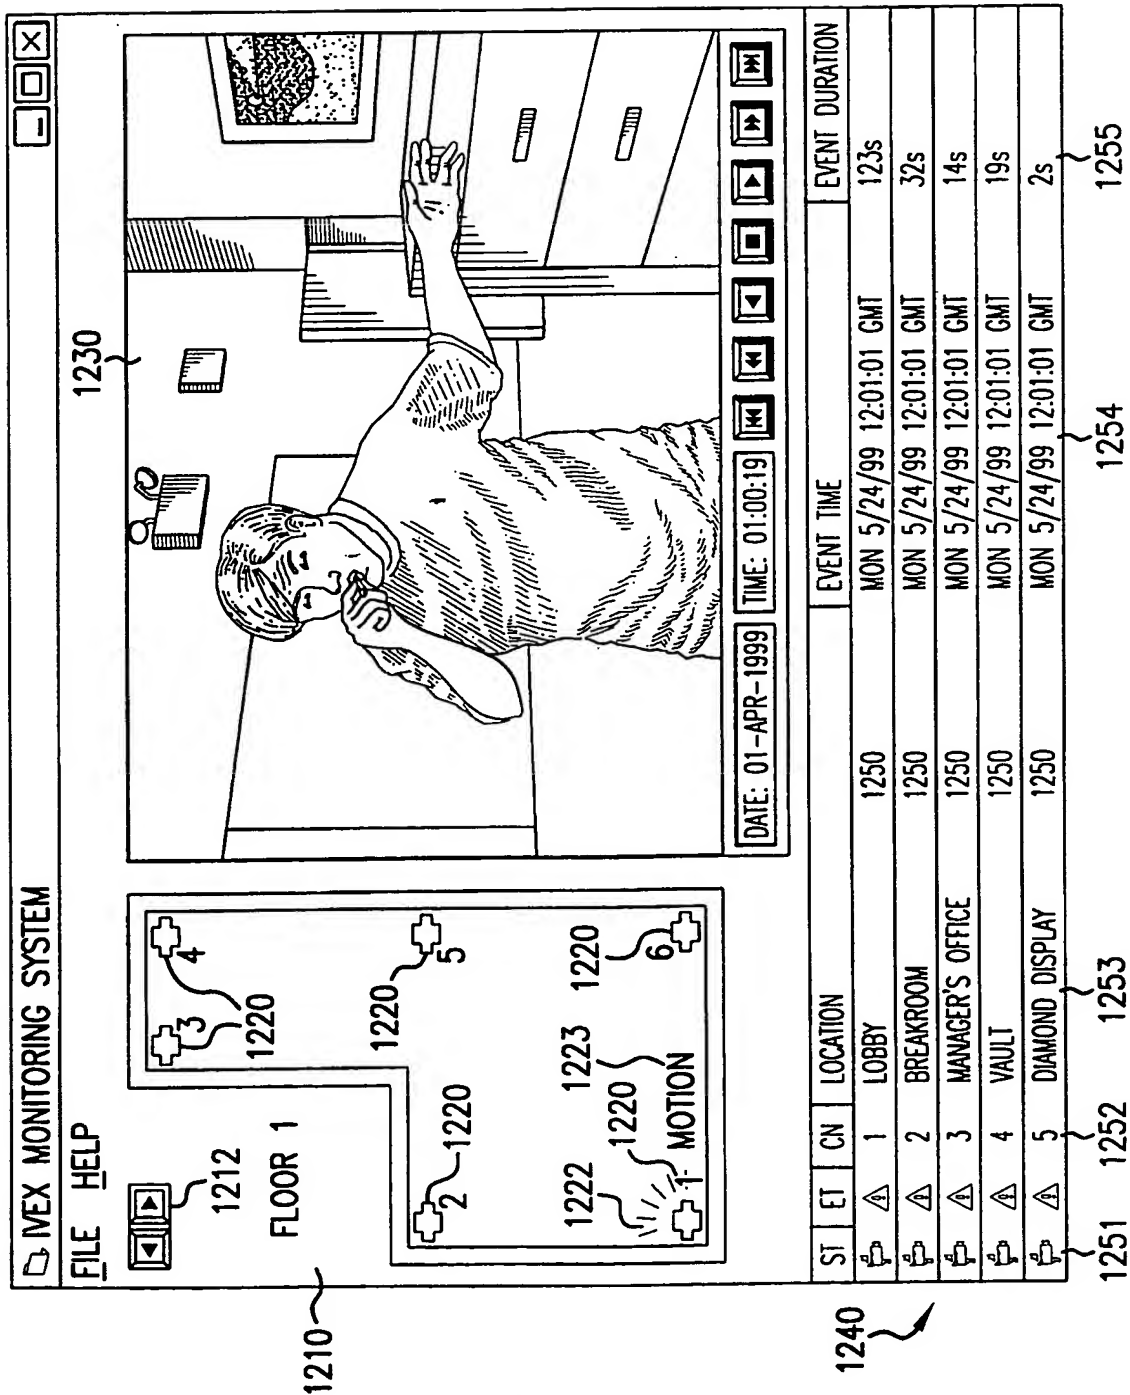 IVEX MONITORING SYSTEM
FILE HELP
1212
FLOOR 1
1210
3
4
1220
2
1220
1220
5
1222
1220
1223
1 MOTION
1220
6
1230
DATE: 01-APR-1999 TIME: 01:00:19
1240
ST ET CN LOCATION EVENT TIME EVENT DURATION
1 LOBBY 1250 MON 5/24/99 12:01:01 GMT 123s
2 BREAKROOM 1250 MON 5/24/99 12:01:01 GMT 32s
3 MANAGER'S OFFICE 1250 MON 5/24/99 12:01:01 GMT 14s
4 VAULT 1250 MON 5/24/99 12:01:01 GMT 19s
5 DIAMOND DISPLAY 1250 MON 5/24/99 12:01:01 GMT 2s
1251 1252 1253 1254 1255